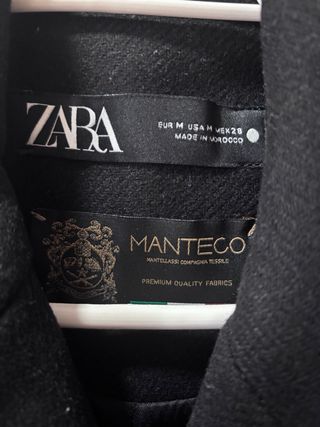 ZARA
EUR M USA M MEX 28
MADE IN MOROCCO
MANTECO
MANTELLASSI COMPAGNIA TESSILE
PREMIUM QUALITY FABRICS